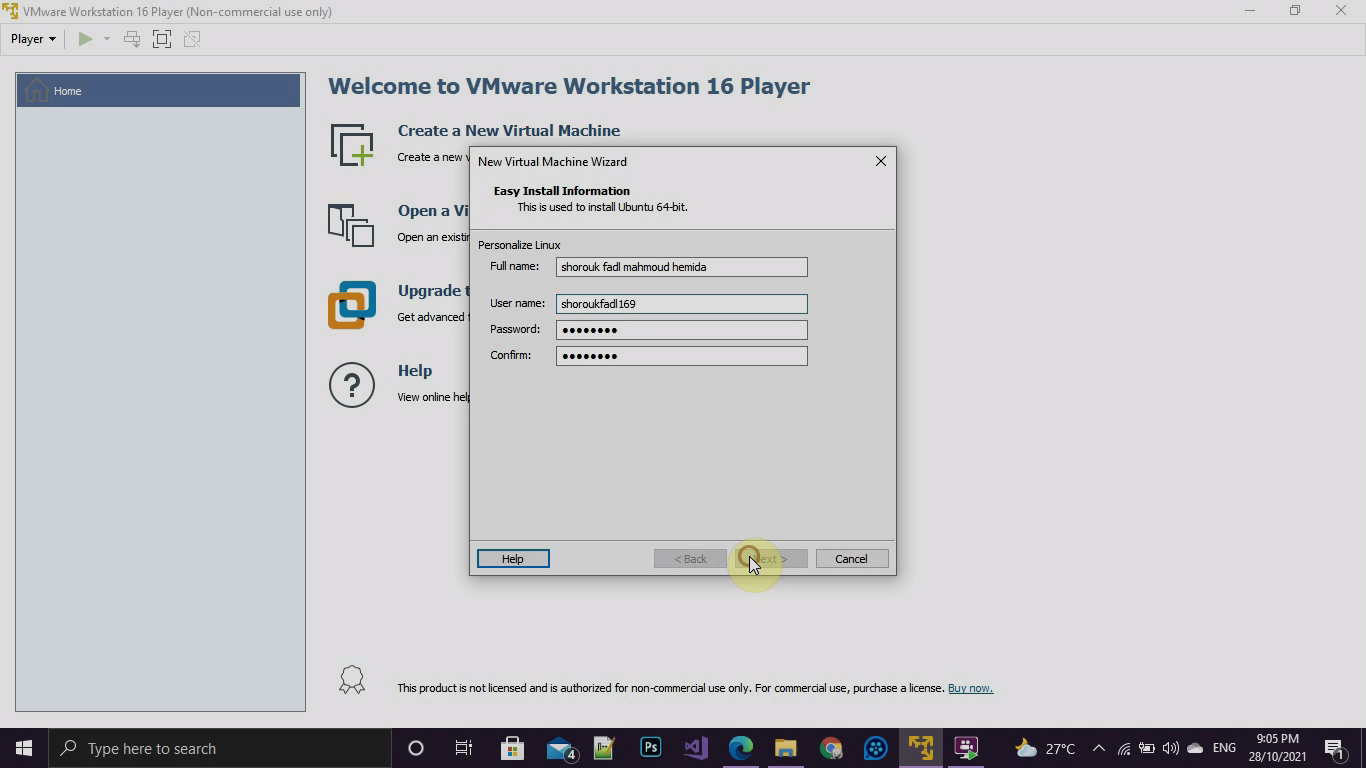 VMware Workstation 16 Player (Non-commercial use only)
Player
Home
Welcome to VMware Workstation 16 Player
Create a New Virtual Machine
Create a new v
Open a Vi
Open an existin
Upgrade t
Get advanced f
Help
View online help
New Virtual Machine Wizard
Easy Install Information
This is used to install Ubuntu 64-bit.
Personalize Linux
Full name: shorouk fadl mahmoud hemida
User name: shoroukfadl169
Password: ●●●●●●●●
Confirm: ●●●●●●●●
Help < Back ext > Cancel
This product is not licensed and is authorized for non-commercial use only. For commercial use, purchase a license. Buy now.
Type here to search
4
Ps
27°C
ENG
9:05 PM
28/10/2021
1